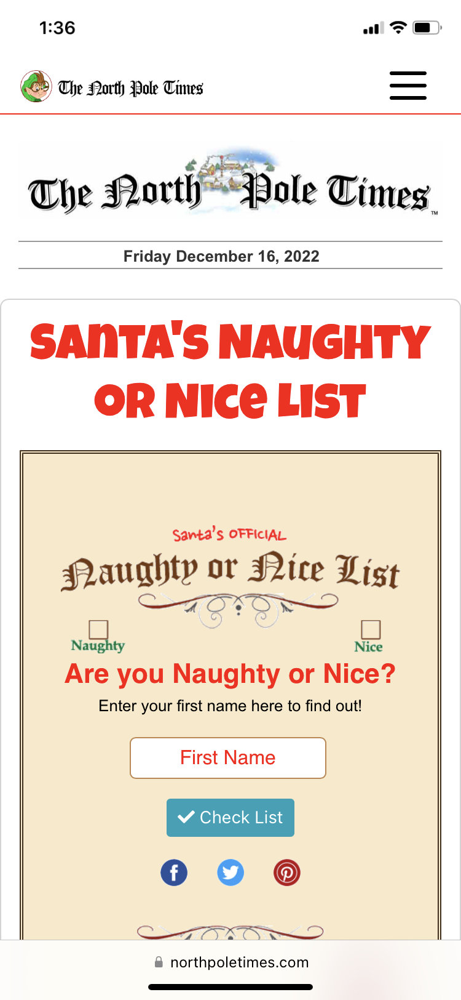 1:36
The North Pole Times
The North Pole Times™
Friday December 16, 2022
Santa's Naughty
or Nice List
Santa's OFFICIAL
Naughty or Nice List
Naughty
Nice
Are you Naughty or Nice?
Enter your first name here to find out!
First Name
Check List
northpoletimes.com